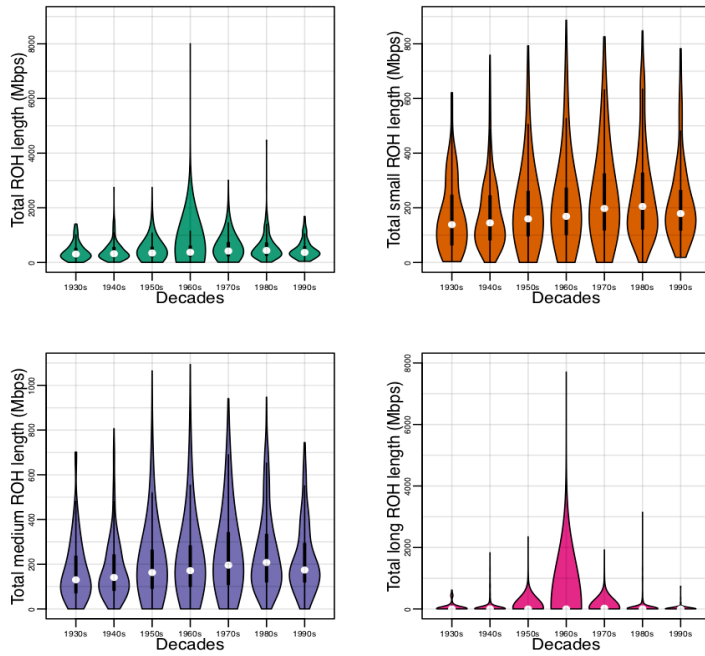 Total ROH length (Mbps)
8000
6000
4000
2000
0
1930s 1940s 1950s 1960s 1970s 1980s 1990s
Decades
Total small ROH length (Mbps)
800
600
400
200
0
1930s 1940s 1950s 1960s 1970s 1980s 1990s
Decades
Total medium ROH length (Mbps)
1000
800
600
400
200
0
1930s 1940s 1950s 1960s 1970s 1980s 1990s
Decades
Total long ROH length (Mbps)
8000
6000
4000
2000
0
1930s 1940s 1950s 1960s 1970s 1980s 1990s
Decades